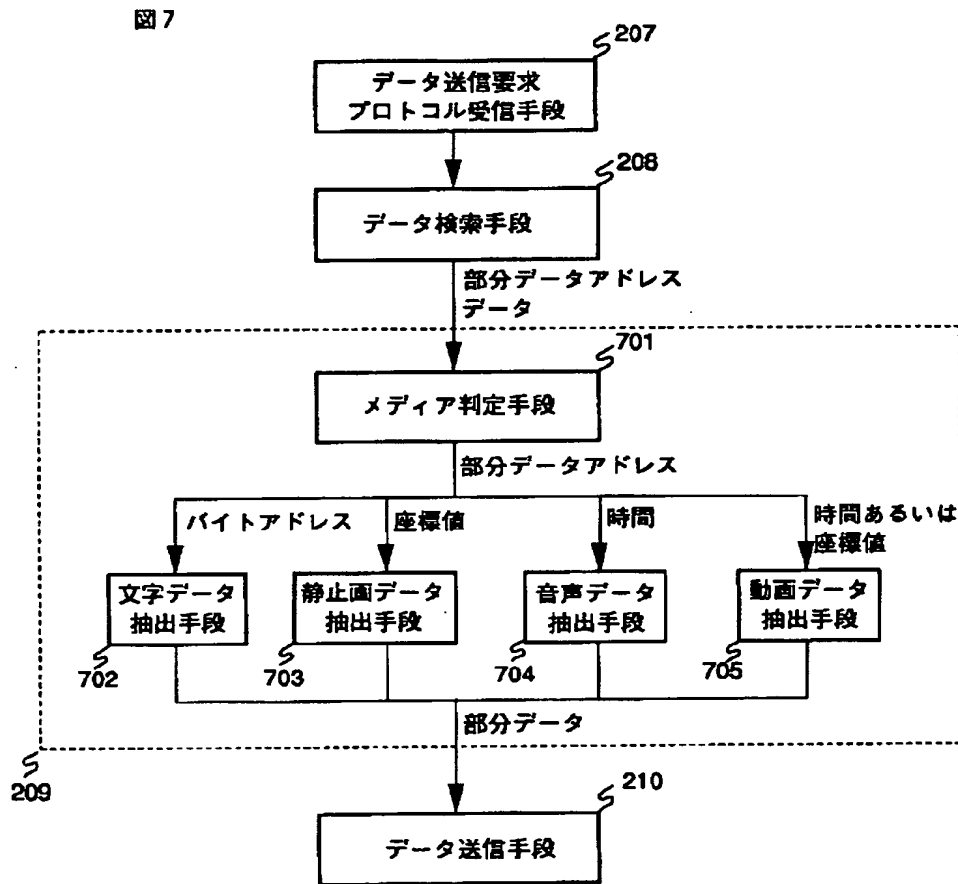 図7
207
データ送信要求
プロトコル受信手段
208
データ検索手段
部分データアドレス
データ
701
メディア判定手段
部分データアドレス
バイトアドレス
座標値
時間
時間あるいは
座標値
文字データ
抽出手段
静止画データ
抽出手段
音声データ
抽出手段
動画データ
抽出手段
702
703
704
705
部分データ
209
210
データ送信手段